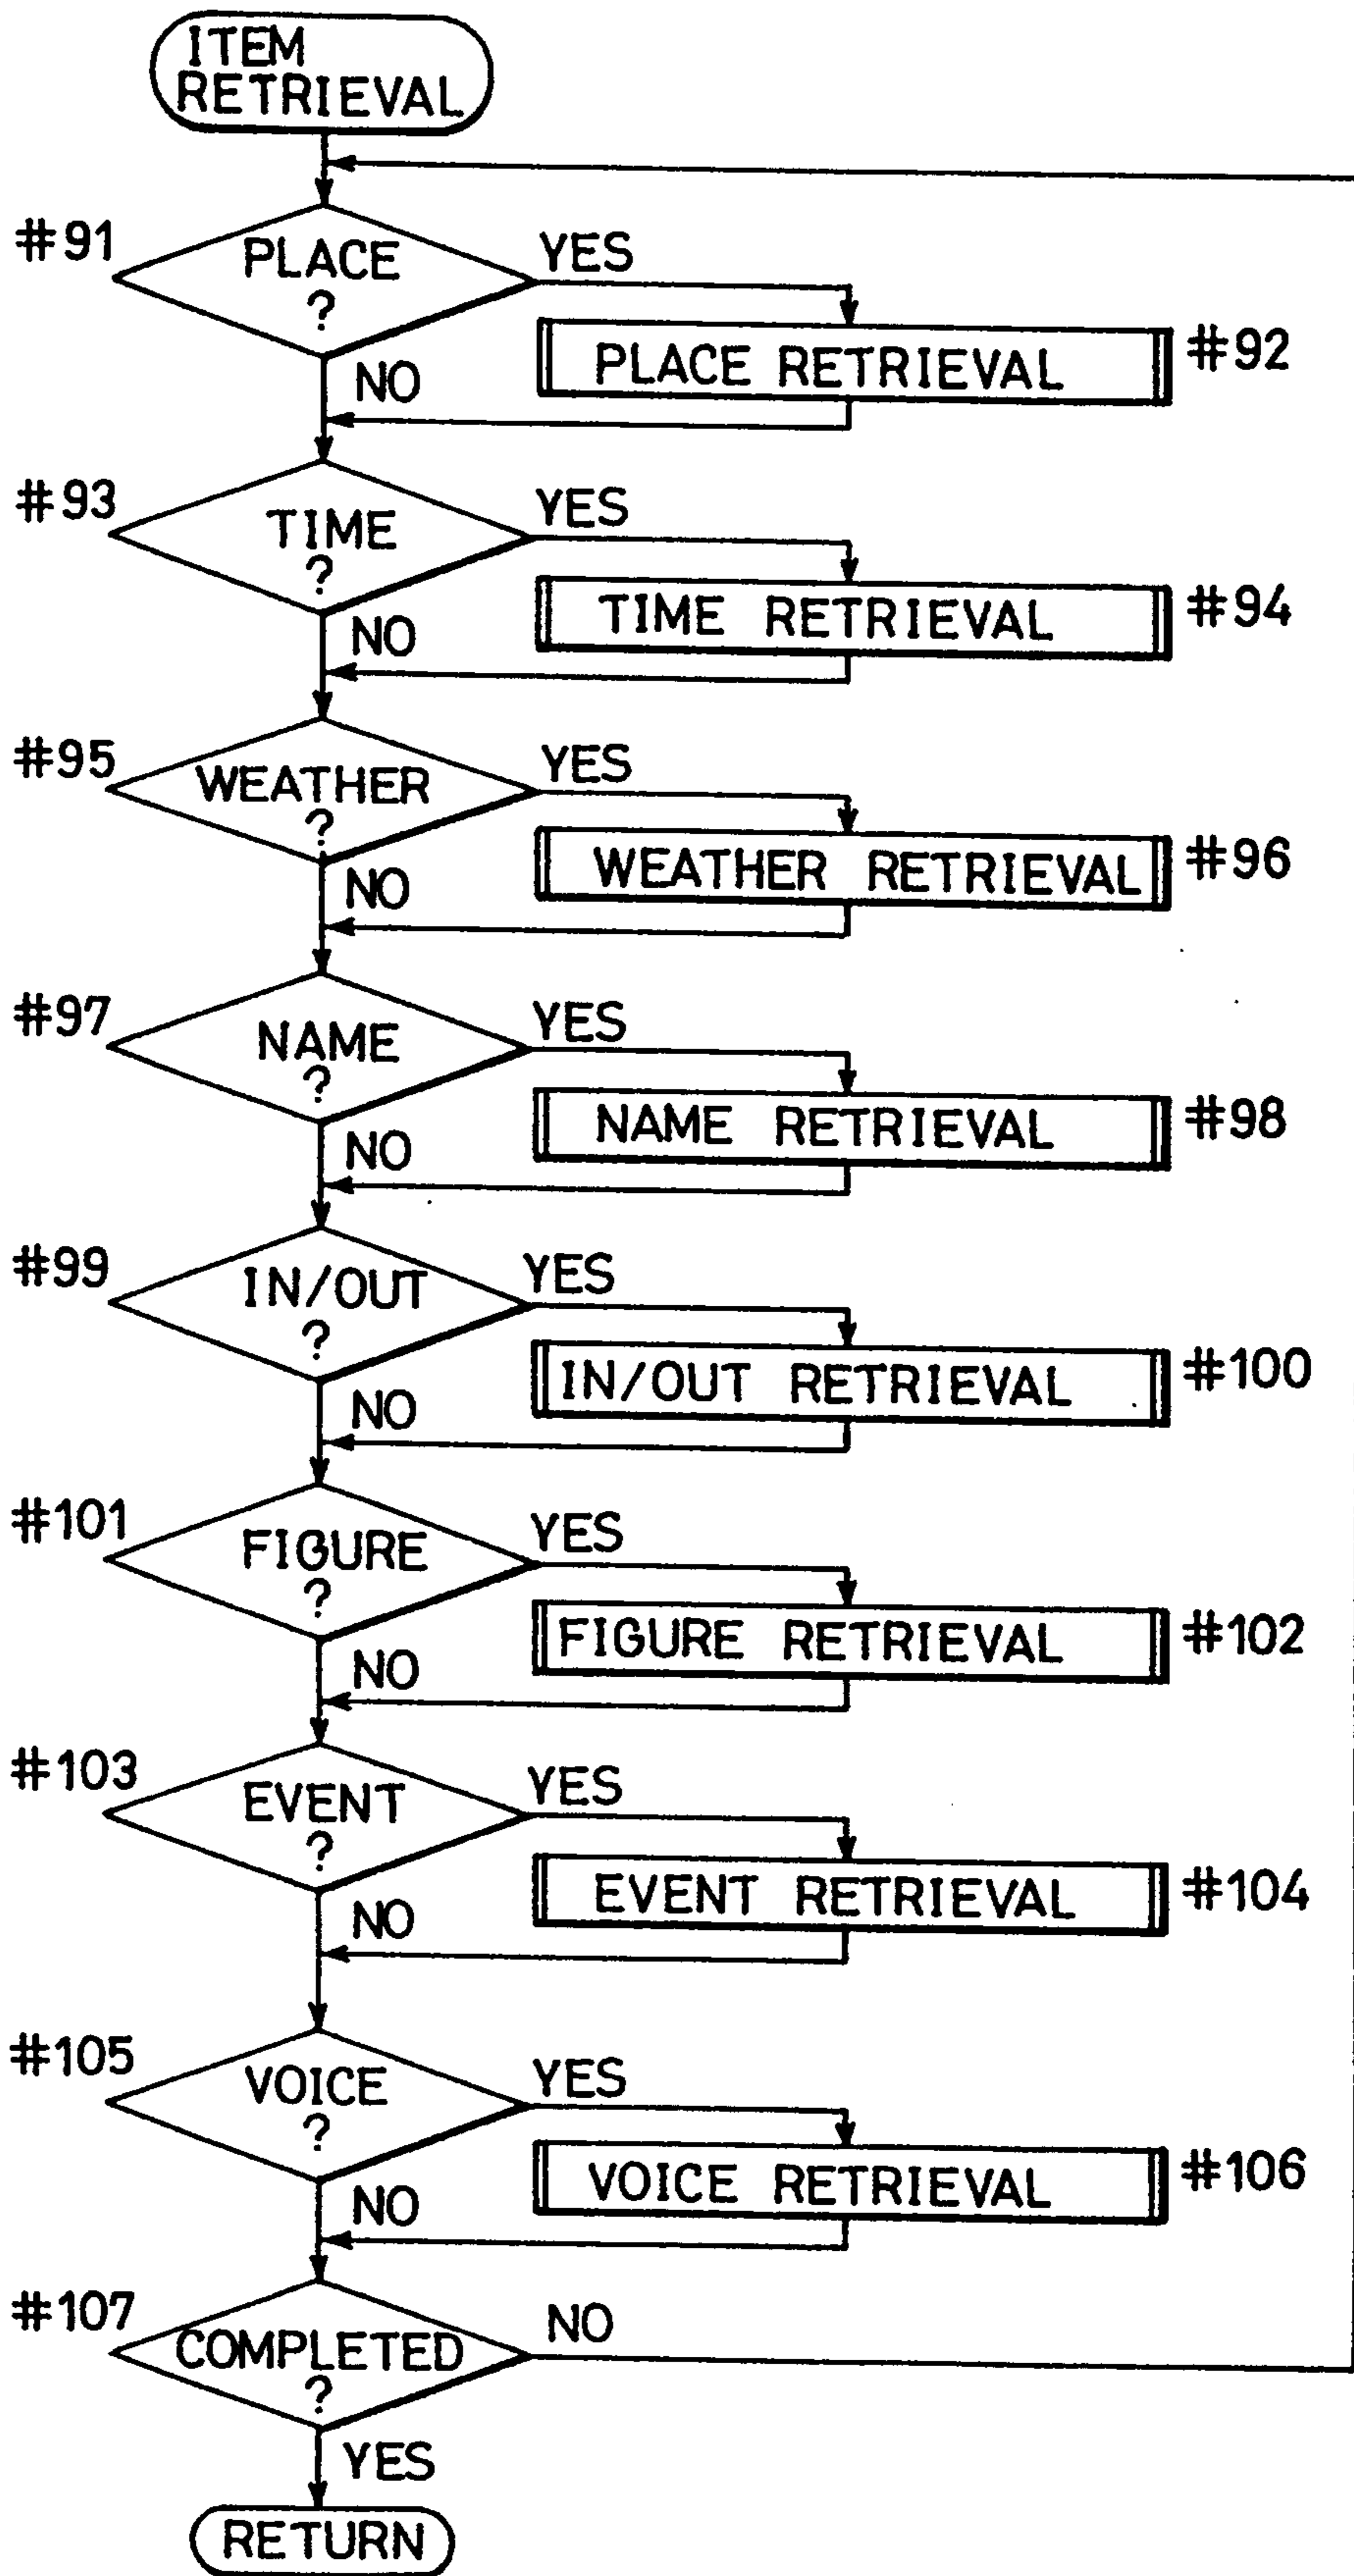 ITEM
RETRIEVAL
#91
PLACE
?
YES
NO
PLACE RETRIEVAL
#92
#93
TIME
?
YES
NO
TIME RETRIEVAL
#94
#95
WEATHER
?
YES
NO
WEATHER RETRIEVAL
#96
#97
NAME
?
YES
NO
NAME RETRIEVAL
#98
#99
IN/OUT
?
YES
NO
IN/OUT RETRIEVAL
#100
#101
FIGURE
?
YES
NO
FIGURE RETRIEVAL
#102
#103
EVENT
?
YES
NO
EVENT RETRIEVAL
#104
#105
VOICE
?
YES
NO
VOICE RETRIEVAL
#106
#107
COMPLETED
?
NO
YES
RETURN